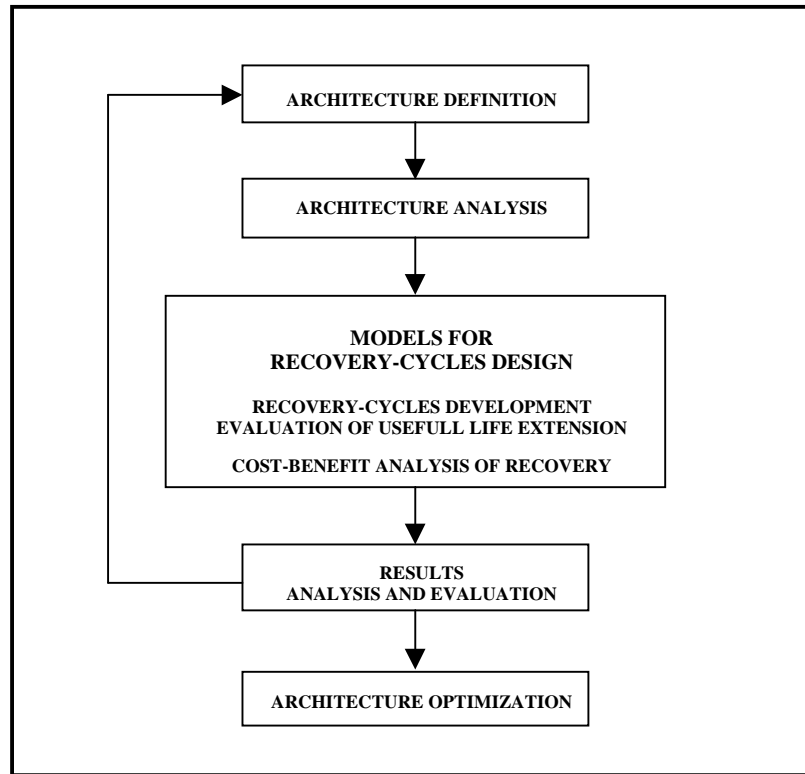 ARCHITECTURE DEFINITION
ARCHITECTURE ANALYSIS
MODELS FOR
RECOVERY-CYCLES DESIGN
RECOVERY-CYCLES DEVELOPMENT
EVALUATION OF USEFULL LIFE EXTENSION
COST-BENEFIT ANALYSIS OF RECOVERY
RESULTS
ANALYSIS AND EVALUATION
ARCHITECTURE OPTIMIZATION